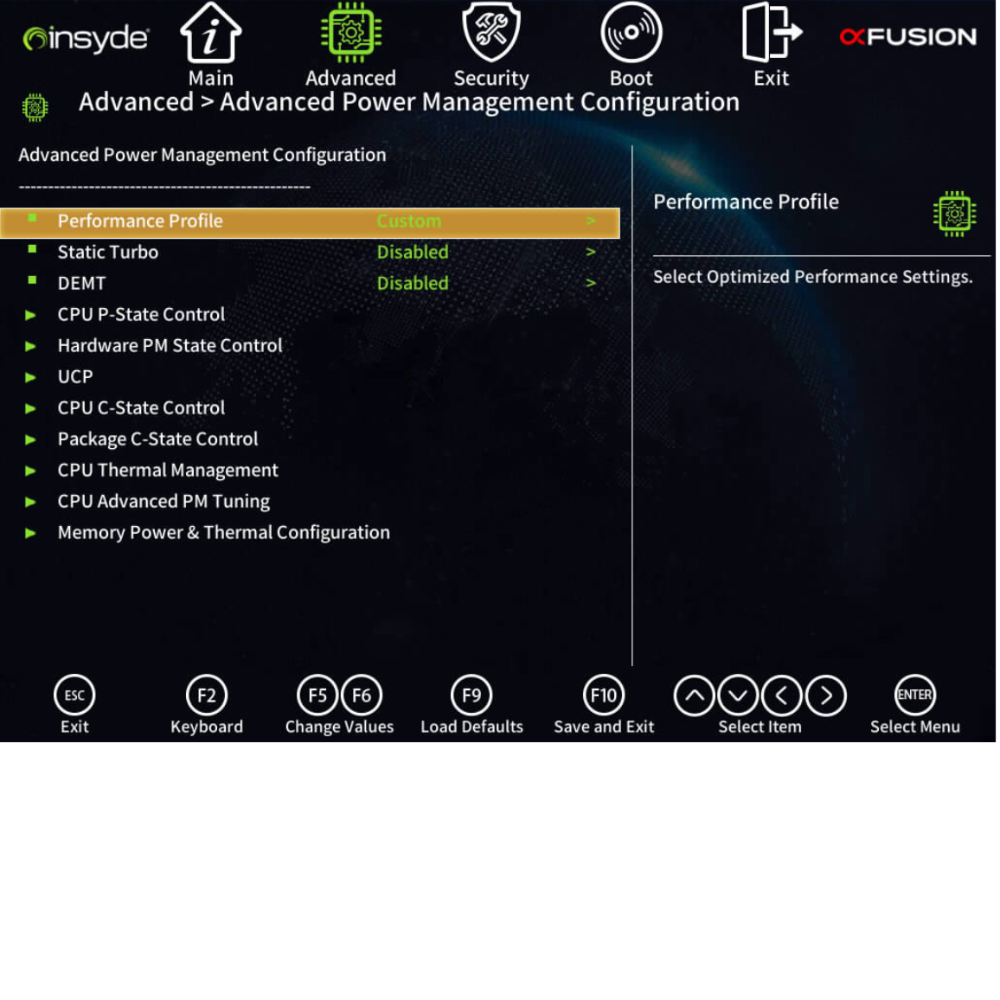 insyde
Main
Advanced
Security
Boot
Exit
FUSION
Advanced > Advanced Power Management Configuration
Advanced Power Management Configuration
--------------------------------------------------
Performance Profile Custom >
Static Turbo Disabled >
DEMT Disabled >
CPU P-State Control
Hardware PM State Control
UCP
CPU C-State Control
Package C-State Control
CPU Thermal Management
CPU Advanced PM Tuning
Memory Power & Thermal Configuration
Performance Profile
Select Optimized Performance Settings.
ESC Exit
F2 Keyboard
F5 F6 Change Values
F9 Load Defaults
F10 Save and Exit
Select Item
ENTER Select Menu